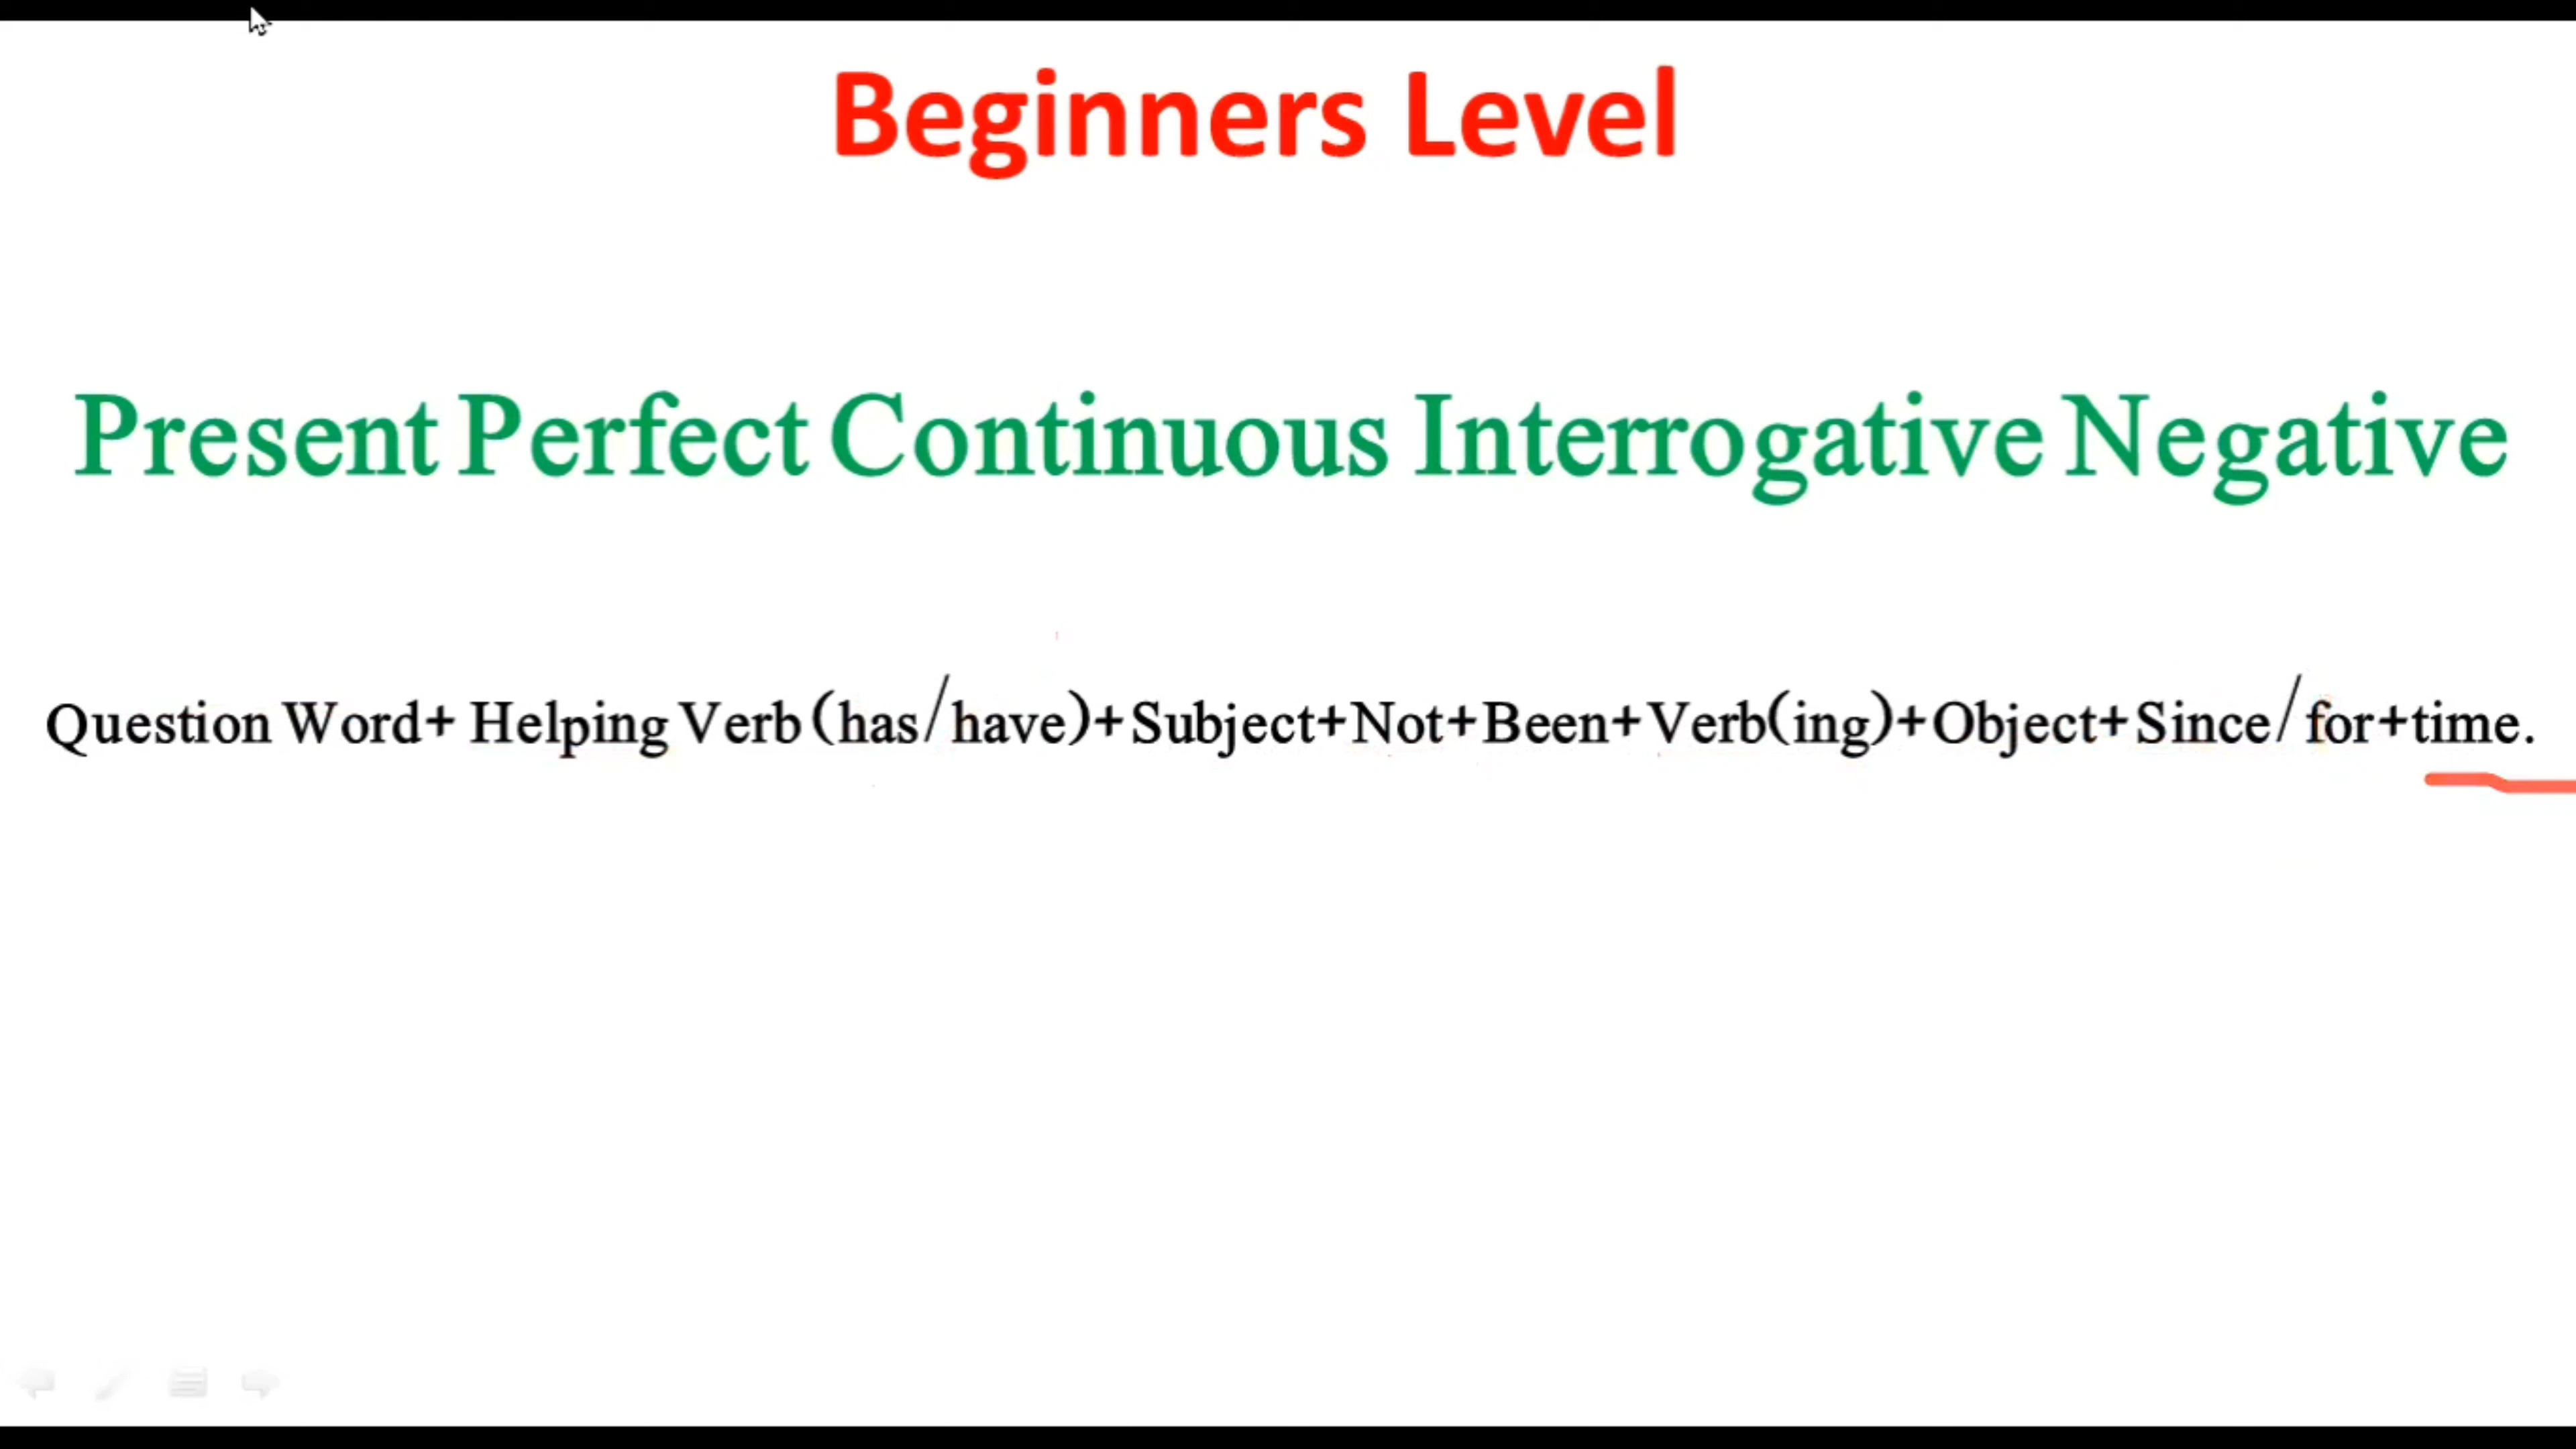 Beginners Level
Present Perfect Continuous Interrogative Negative
Question Word+ Helping Verb (has/have)+Subject+Not+Been+Verb(ing)+Object+Since/for+time.